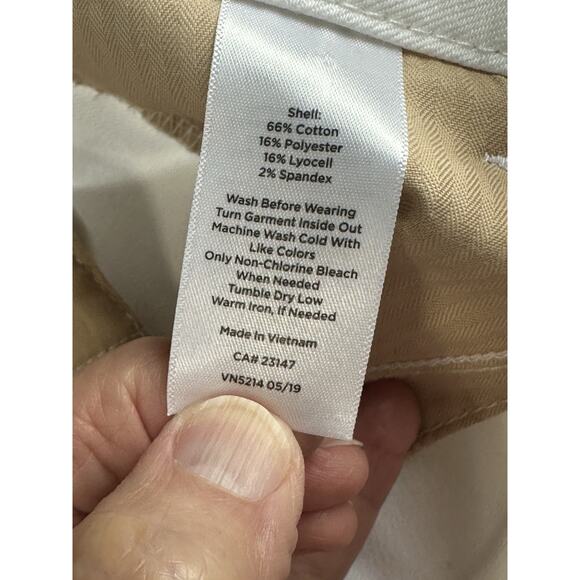 Shell:
66% Cotton
16% Polyester
16% Lyocell
2% Spandex
Wash Before Wearing
Turn Garment Inside Out
Machine Wash Cold With
Like Colors
Only Non-Chlorine Bleach
When Needed
Tumble Dry Low
Warm Iron, If Needed
Made In Vietnam
CA# 23147
VN5214 05/19